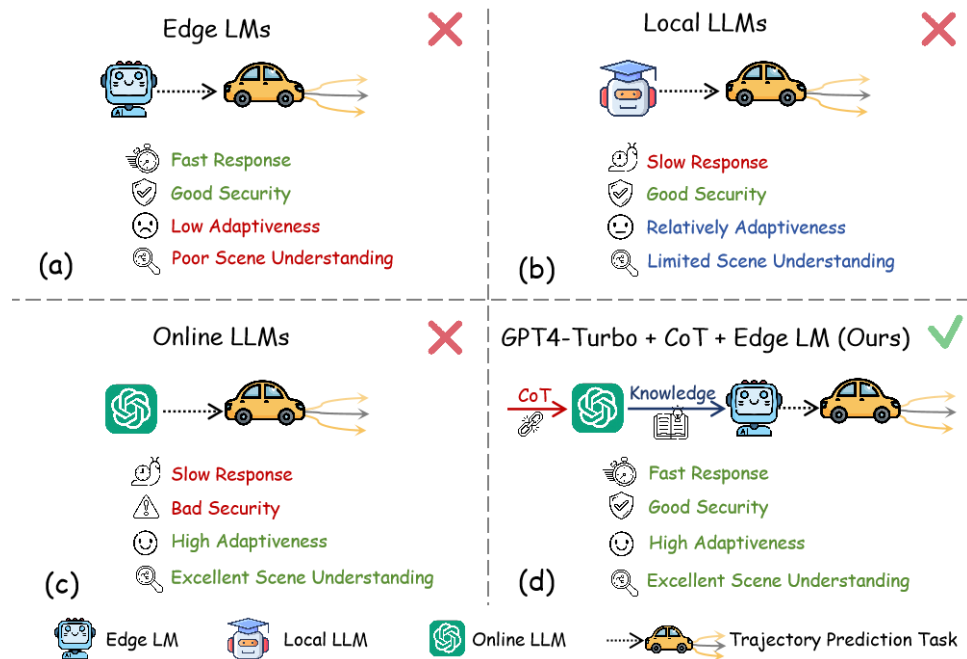 Edge LMs
Fast Response
Good Security
Low Adaptiveness
Poor Scene Understanding
(a)
Local LLMs
Slow Response
Good Security
Relatively Adaptiveness
Limited Scene Understanding
(b)
Online LLMs
Slow Response
Bad Security
High Adaptiveness
Excellent Scene Understanding
(c)
GPT4-Turbo + CoT + Edge LM (Ours)
CoT
Knowledge
AI
Fast Response
Good Security
High Adaptiveness
Excellent Scene Understanding
(d)
Edge LM
Local LLM
Online LLM
Trajectory Prediction Task